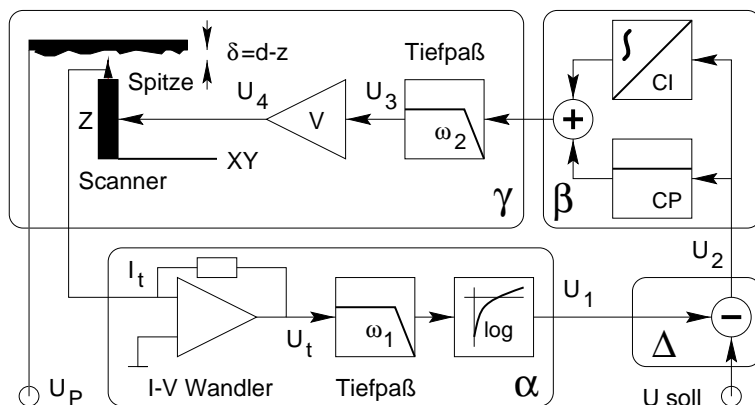 δ=d-z
Tiefpaß
Spitze
U4
U3
Z
V
ω2
XY
Scanner
γ
CI
+
CP
β
U2
It
Ut
ω1
log
U1
−
Δ
I-V Wandler
Tiefpaß
α
UP
U soll